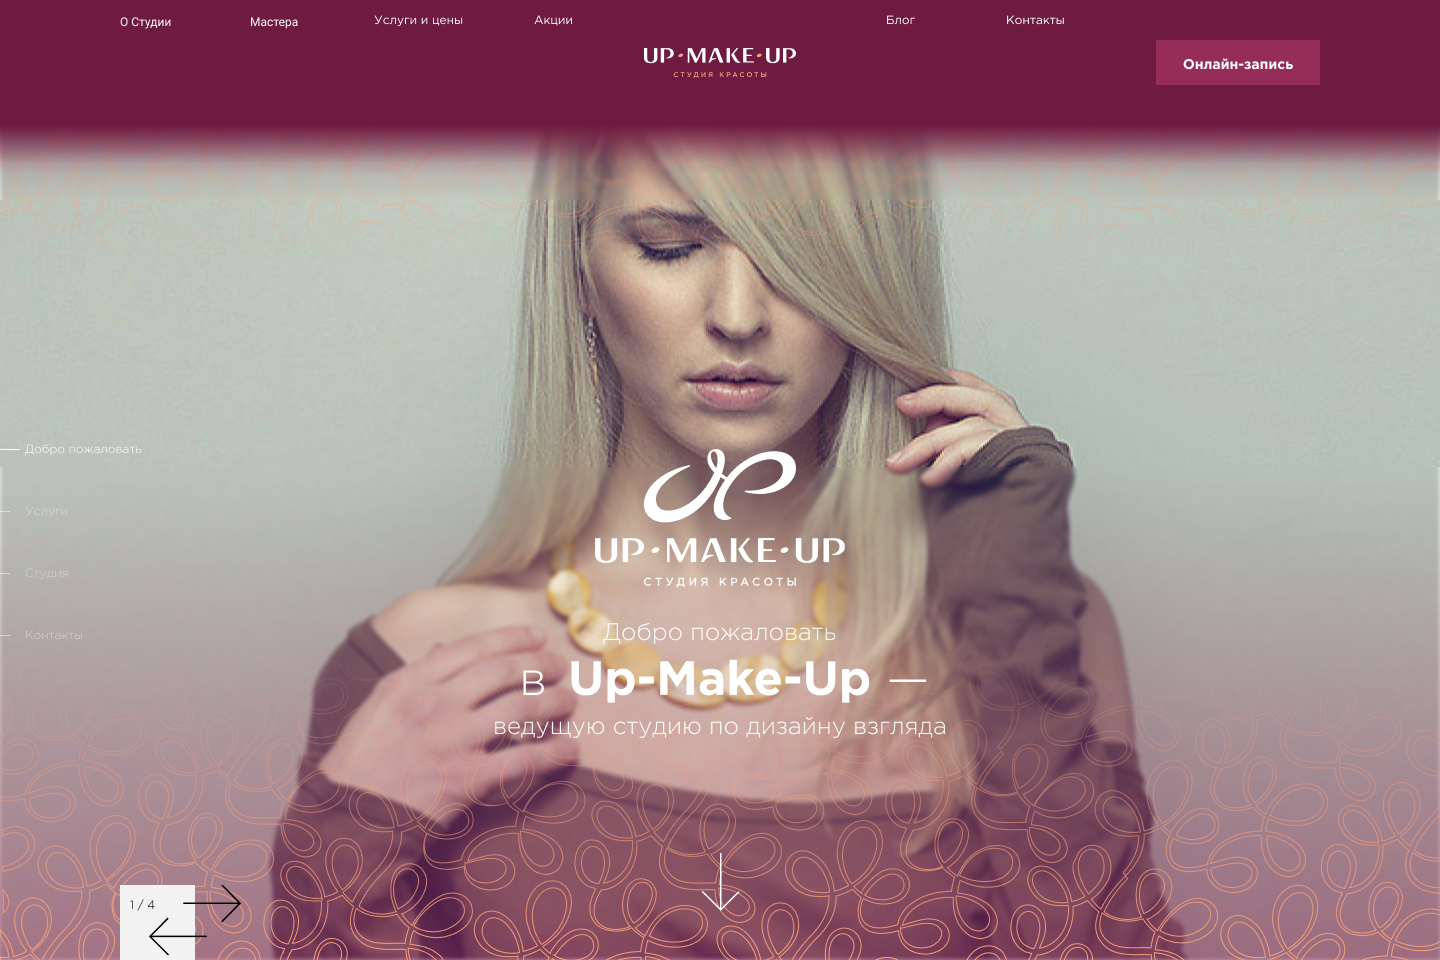 О Студии
Мастера
Услуги и цены
Акции
Блог
Контакты
UP·MAKE·UP
СТУДИЯ КРАСОТЫ
Онлайн-запись
Добро пожаловать
Услуги
Студия
Контакты
UP
UP·MAKE·UP
СТУДИЯ КРАСОТЫ
Добро пожаловать
в Up-Make-Up —
ведущую студию по дизайну взгляда
1 / 4